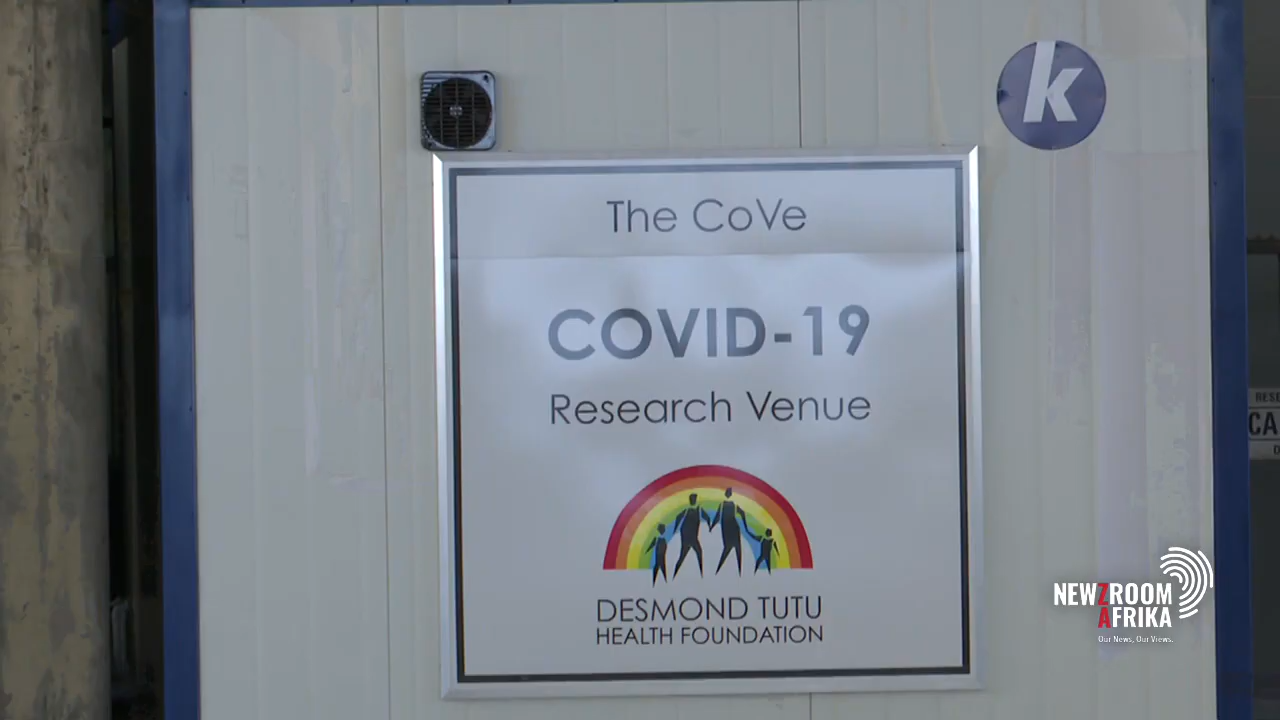 k
The CoVe
COVID-19
Research Venue
DESMOND TUTU
HEALTH FOUNDATION
NEWZROOM
AFRIKA
Our News, Our Views.